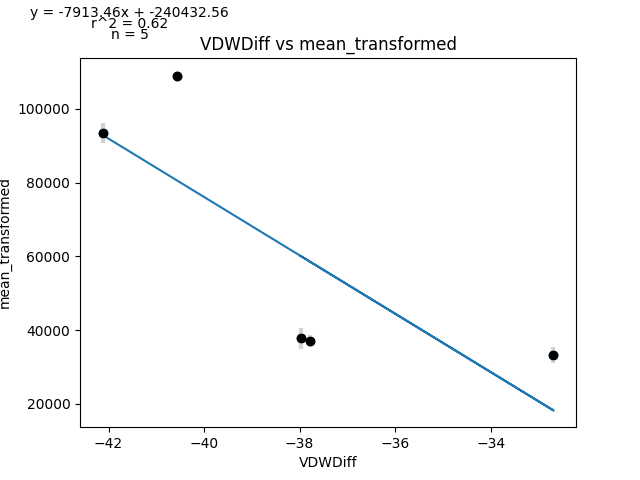 y = -7913.46x + -240432.56
r^2 = 0.62
n = 5
VDWDiff vs mean_transformed
mean_transformed
100000
80000
60000
40000
20000
−42
−40
−38
−36
−34
VDWDiff